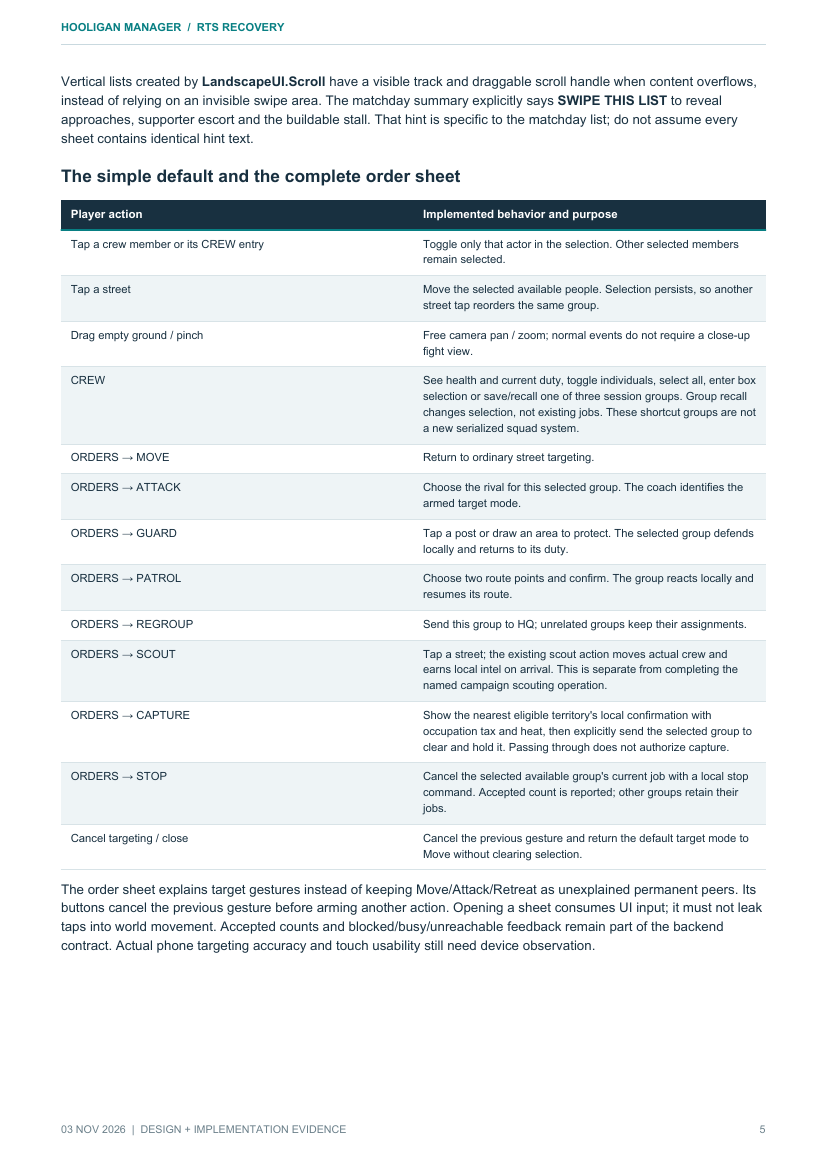 HOOLIGAN MANAGER / RTS RECOVERY
Vertical lists created by LandscapeUI.Scroll have a visible track and draggable scroll handle when content overflows,
instead of relying on an invisible swipe area. The matchday summary explicitly says SWIPE THIS LIST to reveal
approaches, supporter escort and the buildable stall. That hint is specific to the matchday list; do not assume every
sheet contains identical hint text.
The simple default and the complete order sheet
Player action
Implemented behavior and purpose
Tap a crew member or its CREW entry
Toggle only that actor in the selection. Other selected members
remain selected.
Tap a street
Move the selected available people. Selection persists, so another
street tap reorders the same group.
Drag empty ground / pinch
Free camera pan / zoom; normal events do not require a close-up
fight view.
CREW
See health and current duty, toggle individuals, select all, enter box
selection or save/recall one of three session groups. Group recall
changes selection, not existing jobs. These shortcut groups are not
a new serialized squad system.
ORDERS → MOVE
Return to ordinary street targeting.
ORDERS → ATTACK
Choose the rival for this selected group. The coach identifies the
armed target mode.
ORDERS → GUARD
Tap a post or draw an area to protect. The selected group defends
locally and returns to its duty.
ORDERS → PATROL
Choose two route points and confirm. The group reacts locally and
resumes its route.
ORDERS → REGROUP
Send this group to HQ; unrelated groups keep their assignments.
ORDERS → SCOUT
Tap a street; the existing scout action moves actual crew and
earns local intel on arrival. This is separate from completing the
named campaign scouting operation.
ORDERS → CAPTURE
Show the nearest eligible territory's local confirmation with
occupation tax and heat, then explicitly send the selected group to
clear and hold it. Passing through does not authorize capture.
ORDERS → STOP
Cancel the selected available group's current job with a local stop
command. Accepted count is reported; other groups retain their
jobs.
Cancel targeting / close
Cancel the previous gesture and return the default target mode to
Move without clearing selection.
The order sheet explains target gestures instead of keeping Move/Attack/Retreat as unexplained permanent peers. Its
buttons cancel the previous gesture before arming another action. Opening a sheet consumes UI input; it must not leak
taps into world movement. Accepted counts and blocked/busy/unreachable feedback remain part of the backend
contract. Actual phone targeting accuracy and touch usability still need device observation.
03 NOV 2026 | DESIGN + IMPLEMENTATION EVIDENCE
5